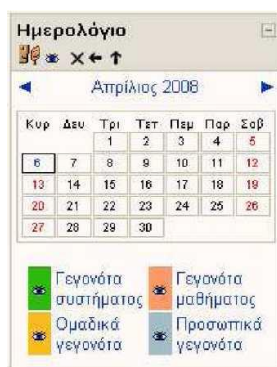 Ημερολόγιο
Απρίλιος 2008
Κυρ Δευ Τρι Τετ Πεμ Παρ Σαβ
1 2 3 4 5
6 7 8 9 10 11 12
13 14 15 16 17 18 19
20 21 22 23 24 25 26
27 28 29 30
Γεγονότα Γεγονότα
συστήματος μαθήματος
Ομαδικά Προσωπικά
γεγονότα γεγονότα